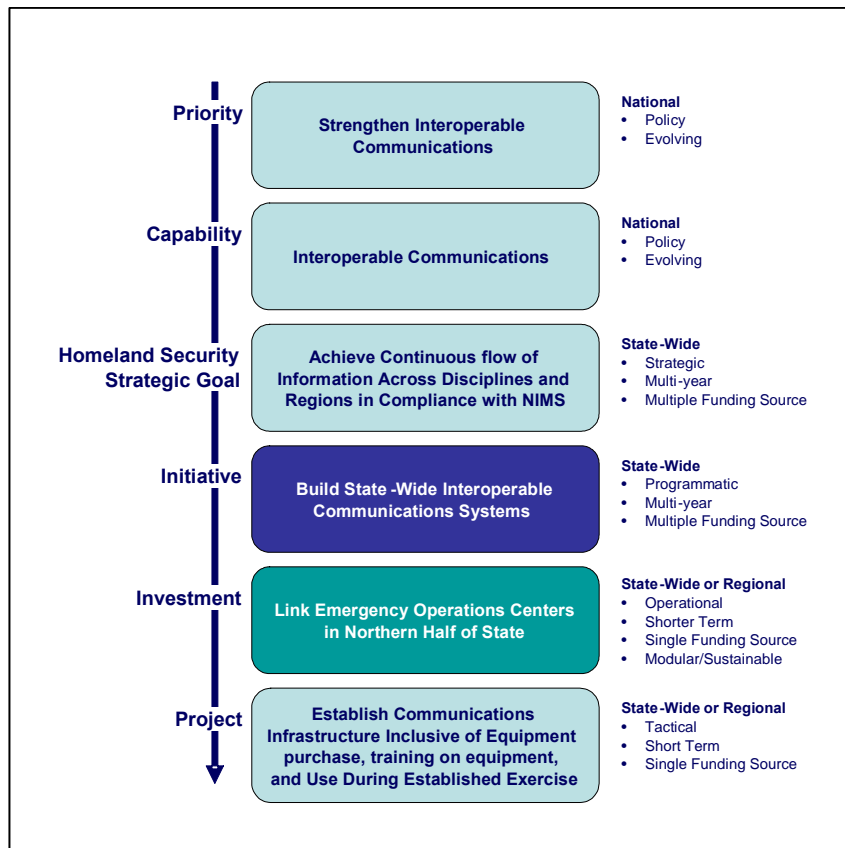 Priority
Strengthen Interoperable
Communications
National
• Policy
• Evolving
Capability
Interoperable Communications
National
• Policy
• Evolving
Homeland Security
Strategic Goal
Achieve Continuous flow of
Information Across Disciplines and
Regions in Compliance with NIMS
State-Wide
• Strategic
• Multi-year
• Multiple Funding Source
Initiative
Build State-Wide Interoperable
Communications Systems
State-Wide
• Programmatic
• Multi-year
• Multiple Funding Source
Investment
Link Emergency Operations Centers
in Northern Half of State
State-Wide or Regional
• Operational
• Shorter Term
• Single Funding Source
• Modular/Sustainable
Project
Establish Communications
Infrastructure Inclusive of Equipment
purchase, training on equipment,
and Use During Established Exercise
State-Wide or Regional
• Tactical
• Short Term
• Single Funding Source